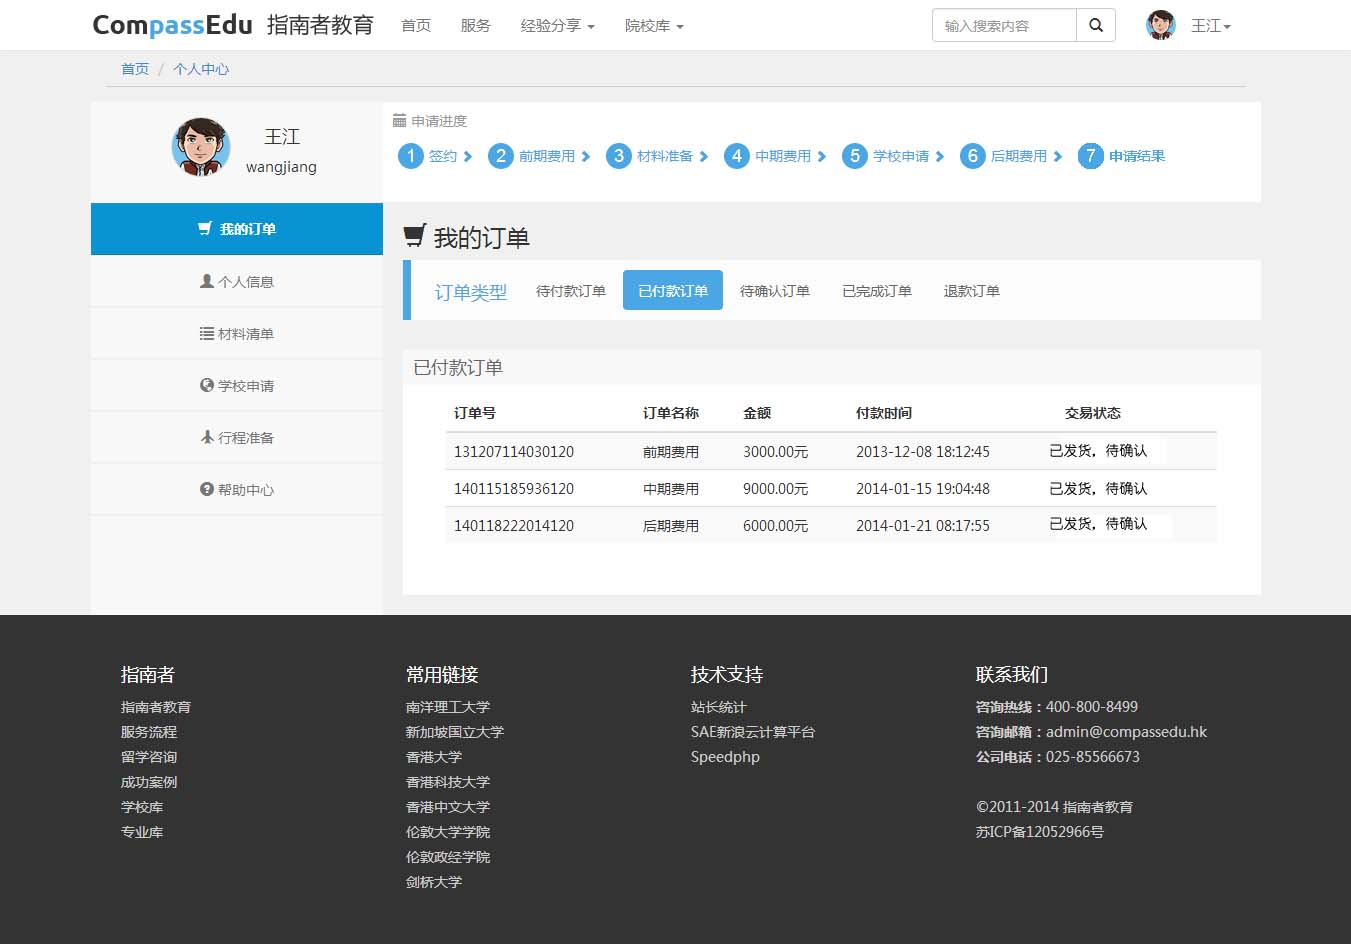 CompassEdu 指南者教育 首页 服务 经验分享 院校库 输入搜索内容 王江
首页 / 个人中心
王江
wangjiang
申请进度
1 签约 2 前期费用 3 材料准备 4 中期费用 5 学校申请 6 后期费用 7 申请结果
我的订单
个人信息
材料清单
学校申请
行程准备
帮助中心
我的订单
订单类型 待付款订单 已付款订单 待确认订单 已完成订单 退款订单
已付款订单
订单号 订单名称 金额 付款时间 交易状态
131207114030120 前期费用 3000.00元 2013-12-08 18:12:45 已发货，待确认
140115185936120 中期费用 9000.00元 2014-01-15 19:04:48 已发货，待确认
140118222014120 后期费用 6000.00元 2014-01-21 08:17:55 已发货，待确认
指南者
指南者教育
服务流程
留学咨询
成功案例
学校库
专业库
常用链接
南洋理工大学
新加坡国立大学
香港大学
香港科技大学
香港中文大学
伦敦大学学院
伦敦政经学院
剑桥大学
技术支持
站长统计
SAE新浪云计算平台
Speedphp
联系我们
咨询热线：400-800-8499
咨询邮箱：admin@compassedu.hk
公司电话：025-85566673
©2011-2014 指南者教育
苏ICP备12052966号